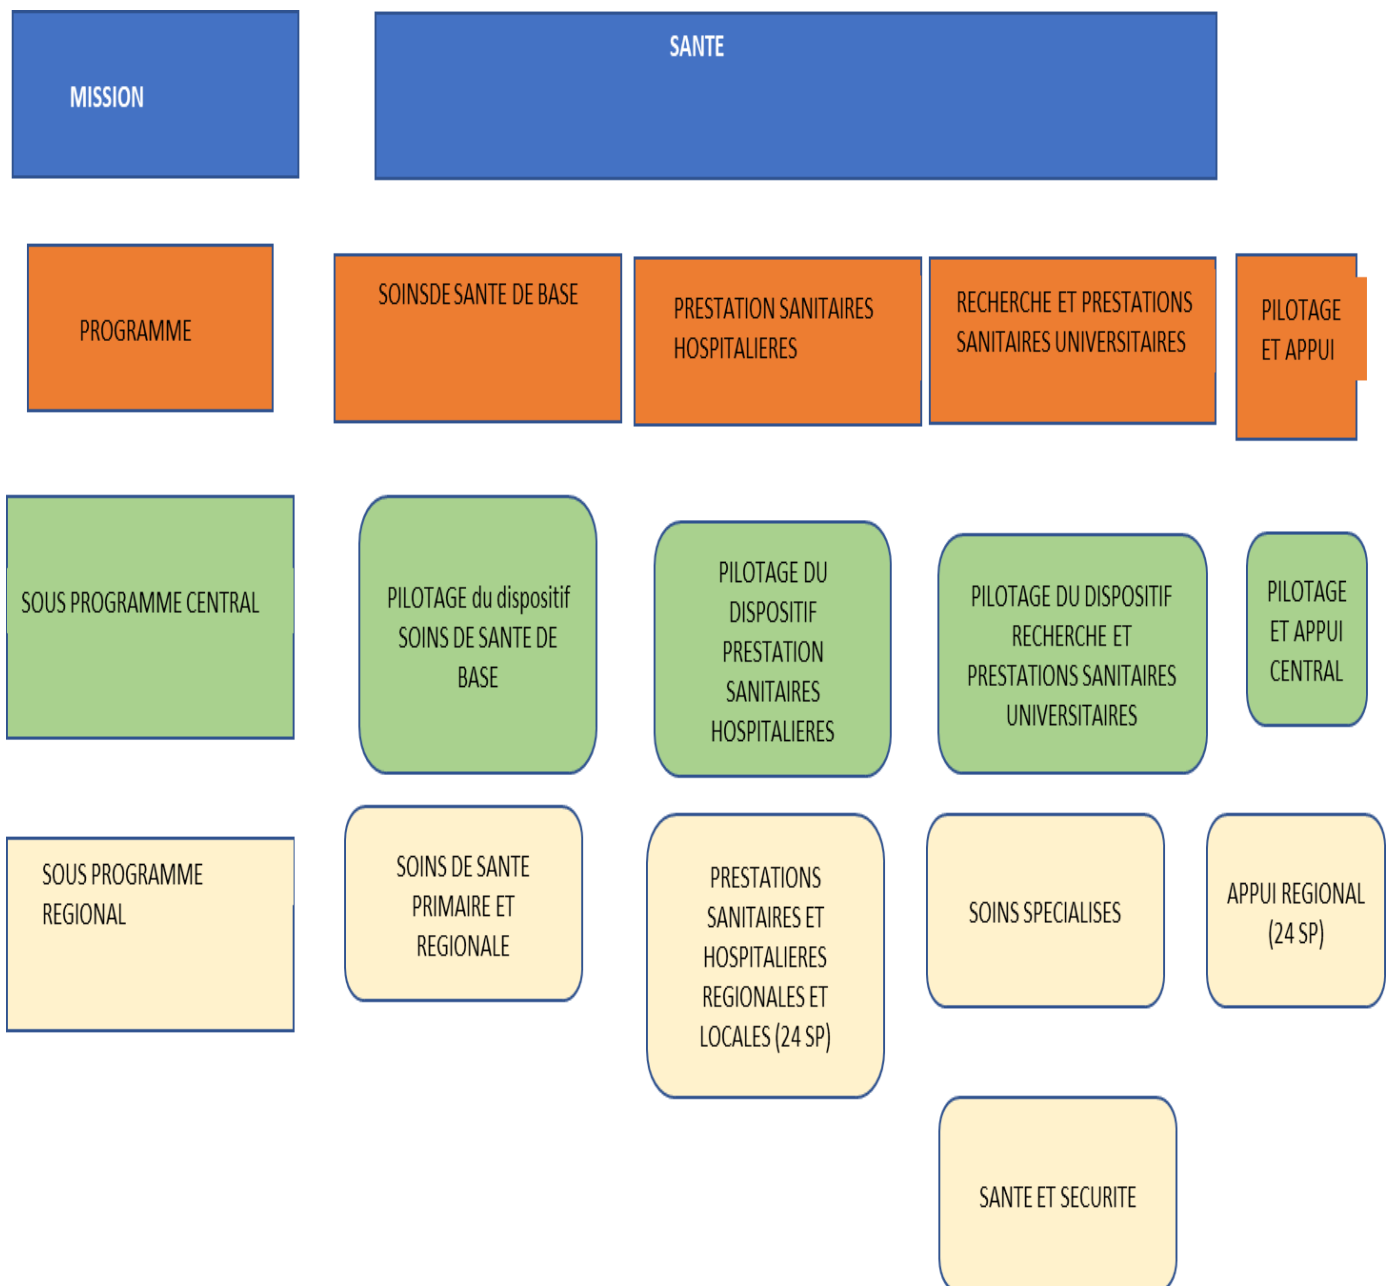 MISSION
SANTE
PROGRAMME
SOINSDE SANTE DE BASE
PRESTATION SANITAIRES
HOSPITALIERES
RECHERCHE ET PRESTATIONS
SANITAIRES UNIVERSITAIRES
PILOTAGE
ET APPUI
SOUS PROGRAMME CENTRAL
PILOTAGE du dispositif
SOINS DE SANTE DE
BASE
PILOTAGE DU
DISPOSITIF
PRESTATION
SANITAIRES
HOSPITALIERES
PILOTAGE DU DISPOSITIF
RECHERCHE ET
PRESTATIONS SANITAIRES
UNIVERSITAIRES
PILOTAGE
ET APPUI
CENTRAL
SOUS PROGRAMME
REGIONAL
SOINS DE SANTE
PRIMAIRE ET
REGIONALE
PRESTATIONS
SANITAIRES ET
HOSPITALIERES
REGIONALES ET
LOCALES (24 SP)
SOINS SPECIALISES
APPUI REGIONAL
(24 SP)
SANTE ET SECURITE